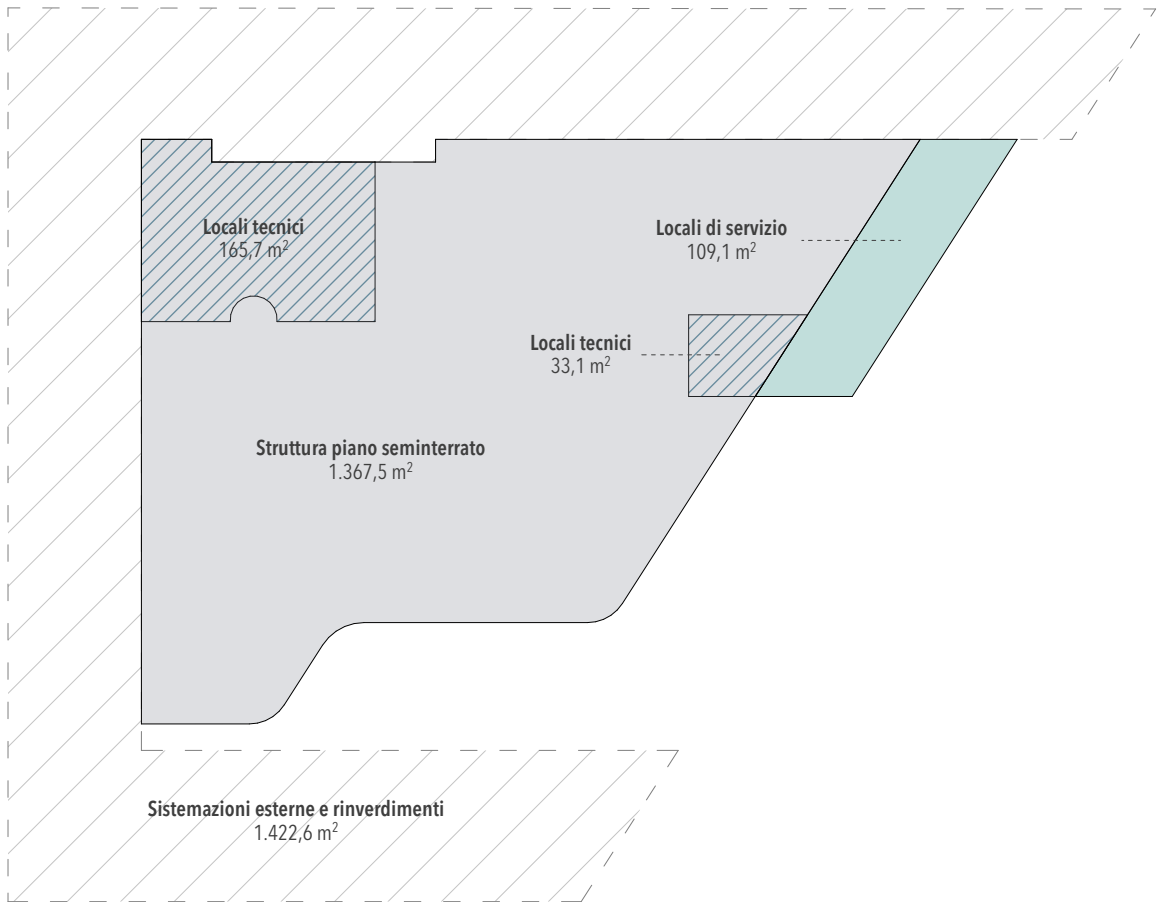 Locali tecnici
165,7 m²
Locali di servizio
109,1 m²
Locali tecnici
33,1 m²
Struttura piano seminterrato
1.367,5 m²
Sistemazioni esterne e rinverdimenti
1.422,6 m²